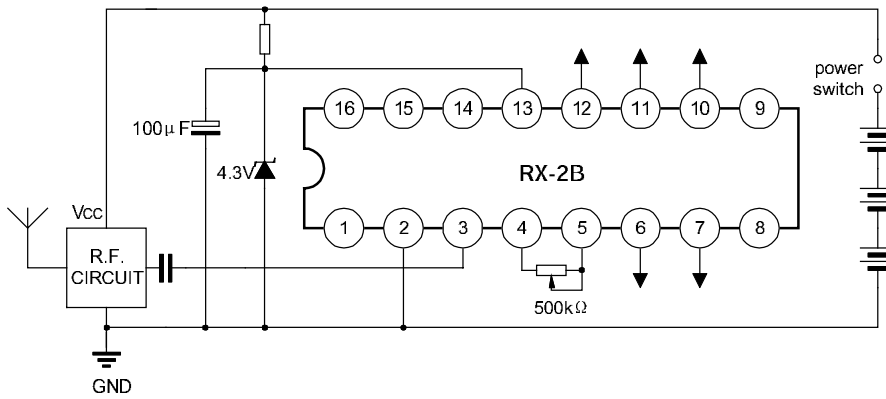 power
switch
16 15 14 13 12 11 10 9
100μF
4.3V
RX-2B
VCC
1 2 3 4 5 6 7 8
R.F.
CIRCUIT
500kΩ
GND